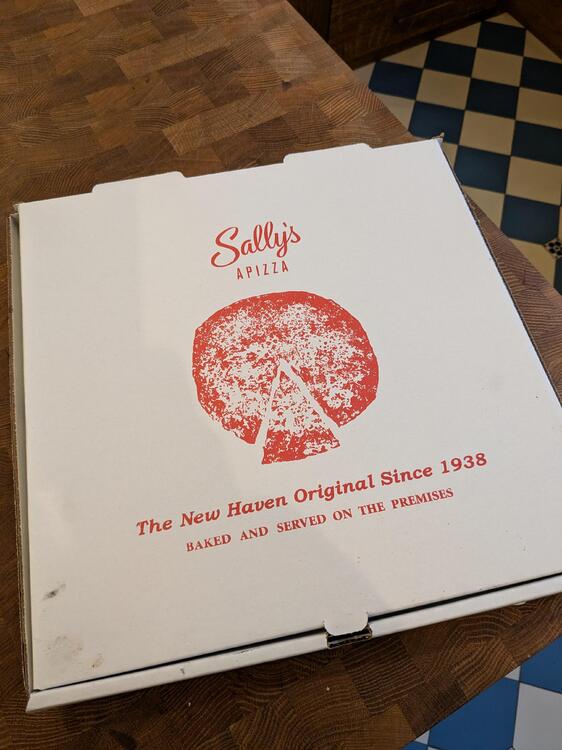 Sally's
APIZZA
The New Haven Original Since 1938
BAKED AND SERVED ON THE PREMISES